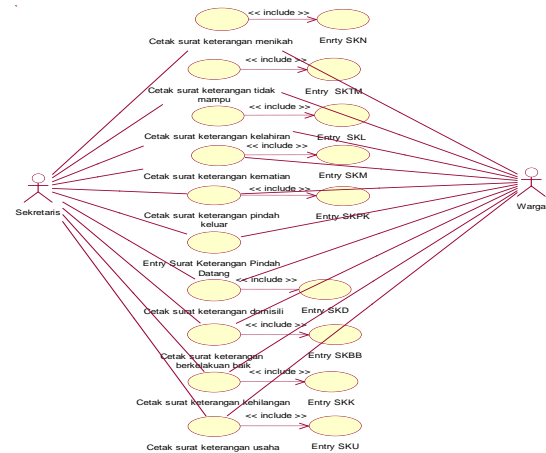 << include >>
Cetak surat keterangan menikah
Enrty SKN
<< include >>
Cetak surat keterangan tidak
mampu
Entry SKTM
<< include >>
Cetak surat keterangan kelahiran
Entry SKL
<< include >>
Cetak surat keterangan kematian
Entry SKM
<< include >>
Cetak surat keterangan pindah
keluar
Entry SKPK
Sekretaris
Warga
Entry Surat Keterangan Pindah
Datang
<< include >>
Cetak surat keterangan domisili
Entry SKD
<< include >>
Cetak surat keterangan
berkelakuan baik
Entry SKBB
<< include >>
Cetak surat keterangan kehilangan
Entry SKK
<< include >>
Cetak surat keterangan usaha
Entry SKU